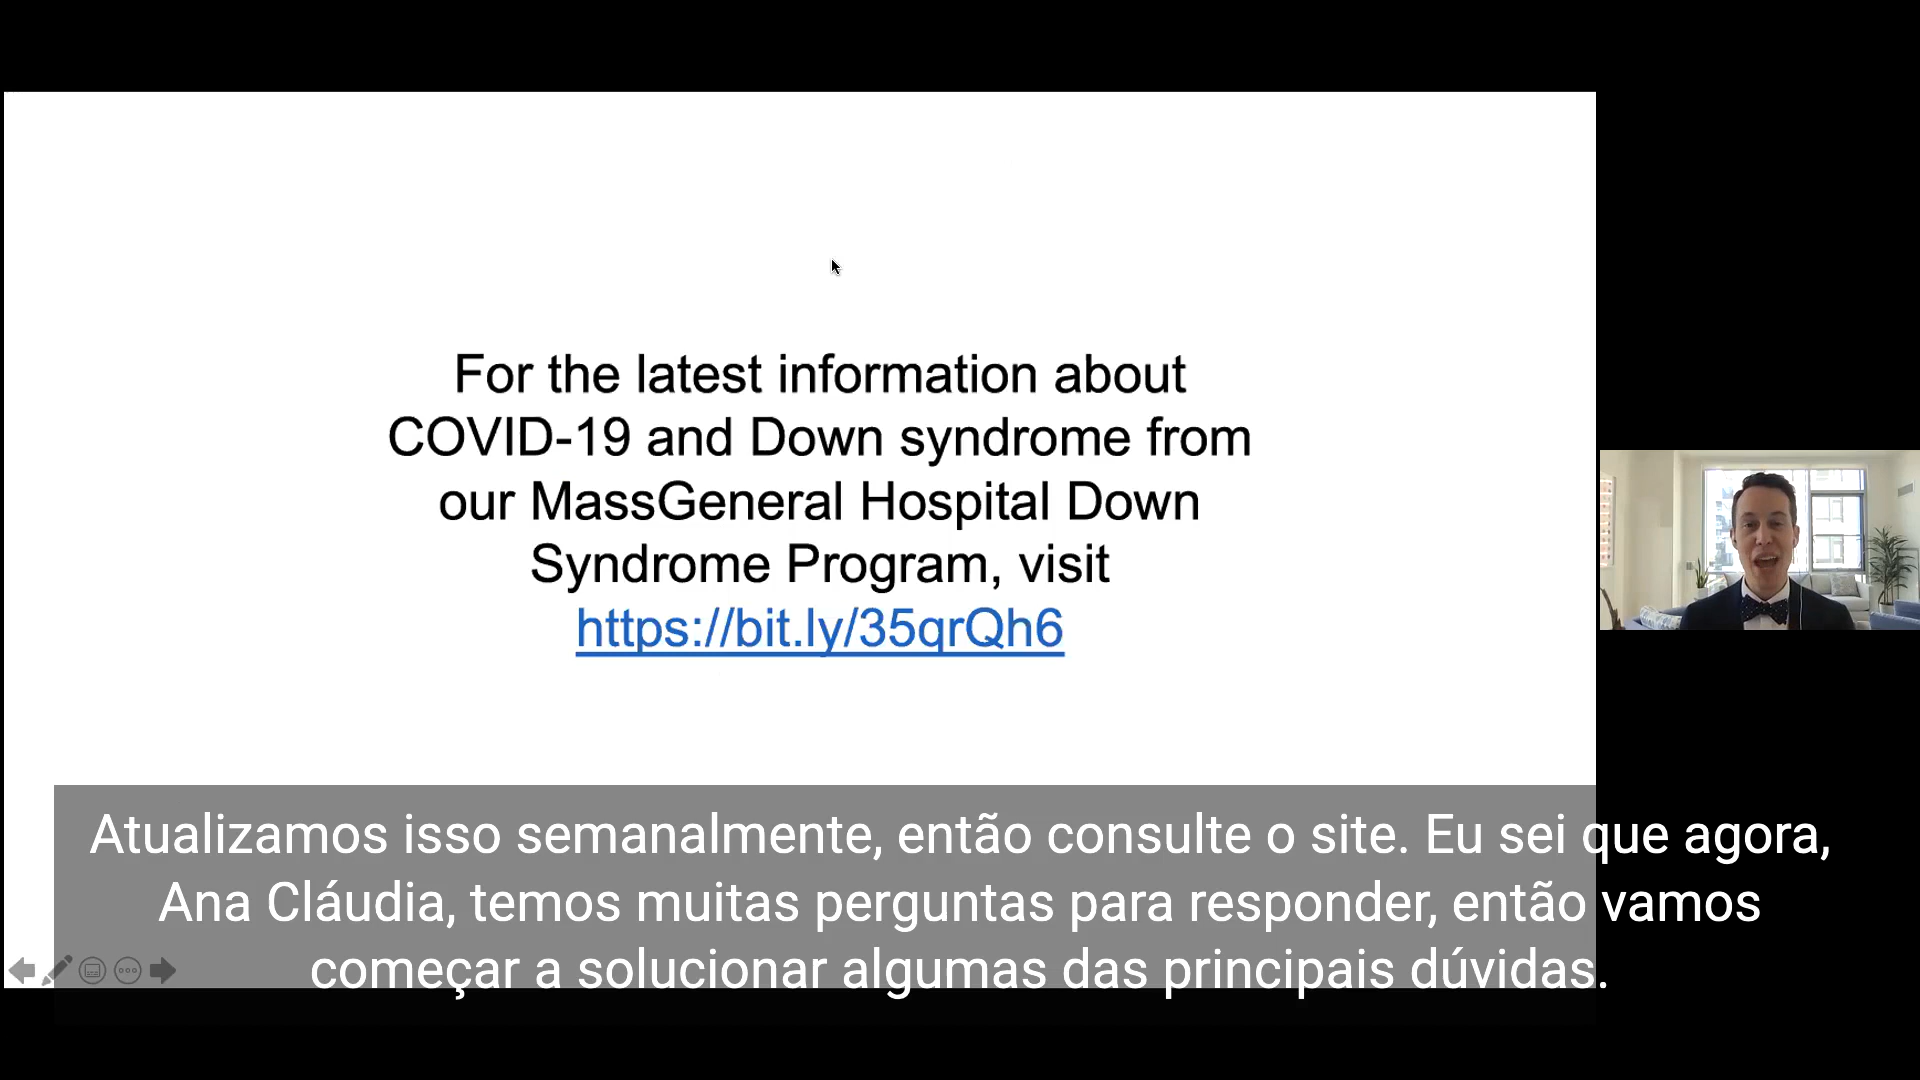 For the latest information about
COVID-19 and Down syndrome from
our MassGeneral Hospital Down
Syndrome Program, visit
https://bit.ly/35qrQh6
Atualizamos isso semanalmente, então consulte o site. Eu sei que agora,
Ana Cláudia, temos muitas perguntas para responder, então vamos
começar a solucionar algumas das principais dúvidas.